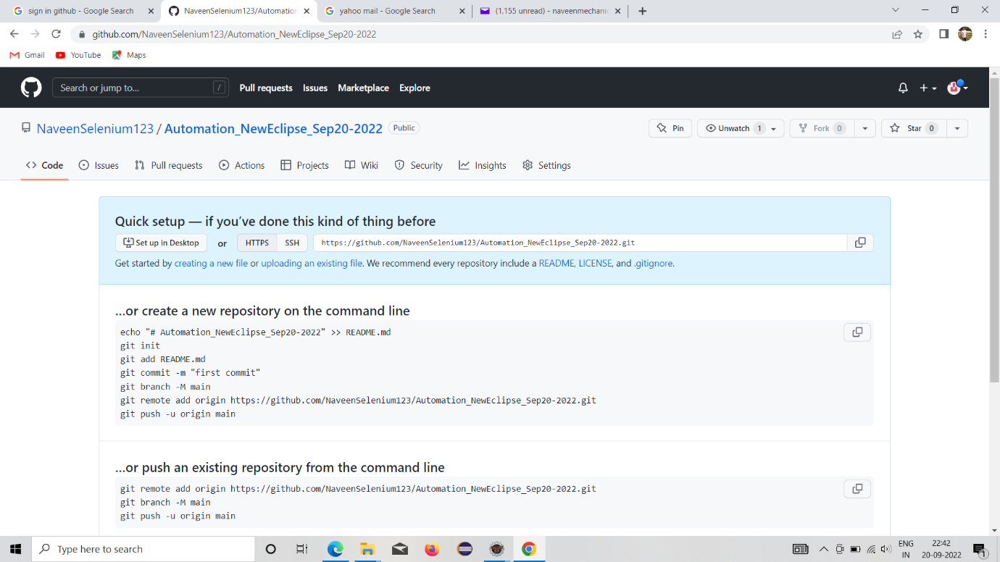 sign in github - Google Search
NaveenSelenium123/Automation
yahoo mail - Google Search
(1,155 unread) - naveenmechani
github.com/NaveenSelenium123/Automation_NewEclipse_Sep20-2022
Gmail YouTube Maps
Search or jump to... / Pull requests Issues Marketplace Explore
NaveenSelenium123 / Automation_NewEclipse_Sep20-2022 Public
Pin Unwatch 1 Fork 0 Star 0
Code Issues Pull requests Actions Projects Wiki Security Insights Settings
Quick setup — if you’ve done this kind of thing before
Set up in Desktop or HTTPS SSH https://github.com/NaveenSelenium123/Automation_NewEclipse_Sep20-2022.git
Get started by creating a new file or uploading an existing file. We recommend every repository include a README, LICENSE, and .gitignore.
…or create a new repository on the command line
echo "# Automation_NewEclipse_Sep20-2022" >> README.md
git init
git add README.md
git commit -m "first commit"
git branch -M main
git remote add origin https://github.com/NaveenSelenium123/Automation_NewEclipse_Sep20-2022.git
git push -u origin main
…or push an existing repository from the command line
git remote add origin https://github.com/NaveenSelenium123/Automation_NewEclipse_Sep20-2022.git
git branch -M main
git push -u origin main
Type here to search
ENG
IN
22:42
20-09-2022
1